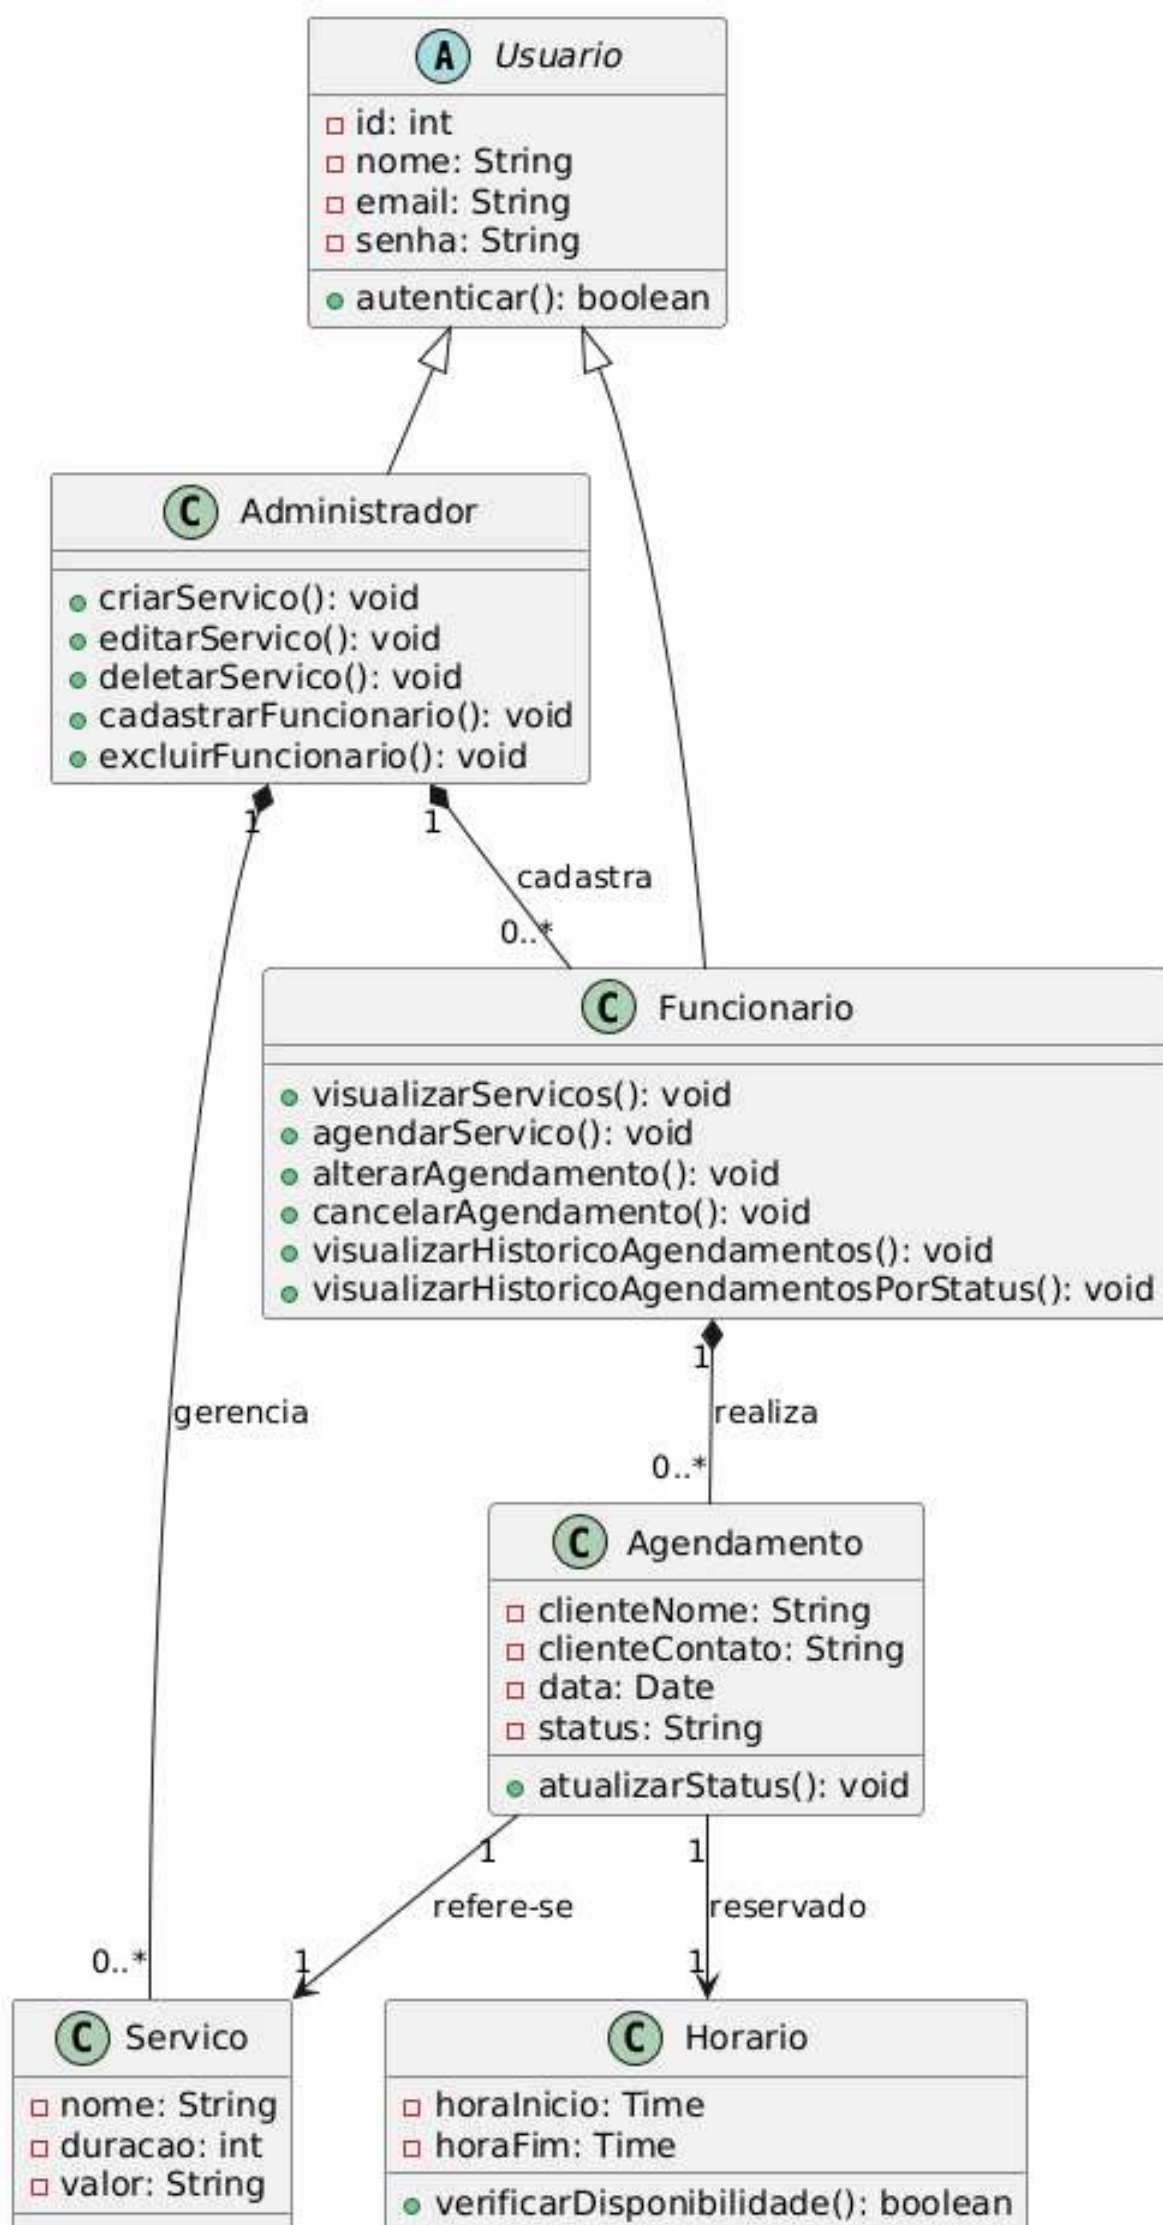 A Usuario
id: int
nome: String
email: String
senha: String
autenticar(): boolean
C Administrador
criarServico(): void
editarServico(): void
deletarServico(): void
cadastrarFuncionario(): void
excluirFuncionario(): void
1
1
cadastra
0..*
C Funcionario
visualizarServicos(): void
agendarServico(): void
alterarAgendamento(): void
cancelarAgendamento(): void
visualizarHistoricoAgendamentos(): void
visualizarHistoricoAgendamentosPorStatus(): void
1
gerencia
realiza
0..*
C Agendamento
clienteNome: String
clienteContato: String
data: Date
status: String
atualizarStatus(): void
1
1
refere-se
reservado
0..*
1
1
C Servico
nome: String
duracao: int
valor: String
C Horario
horaInicio: Time
horaFim: Time
verificarDisponibilidade(): boolean